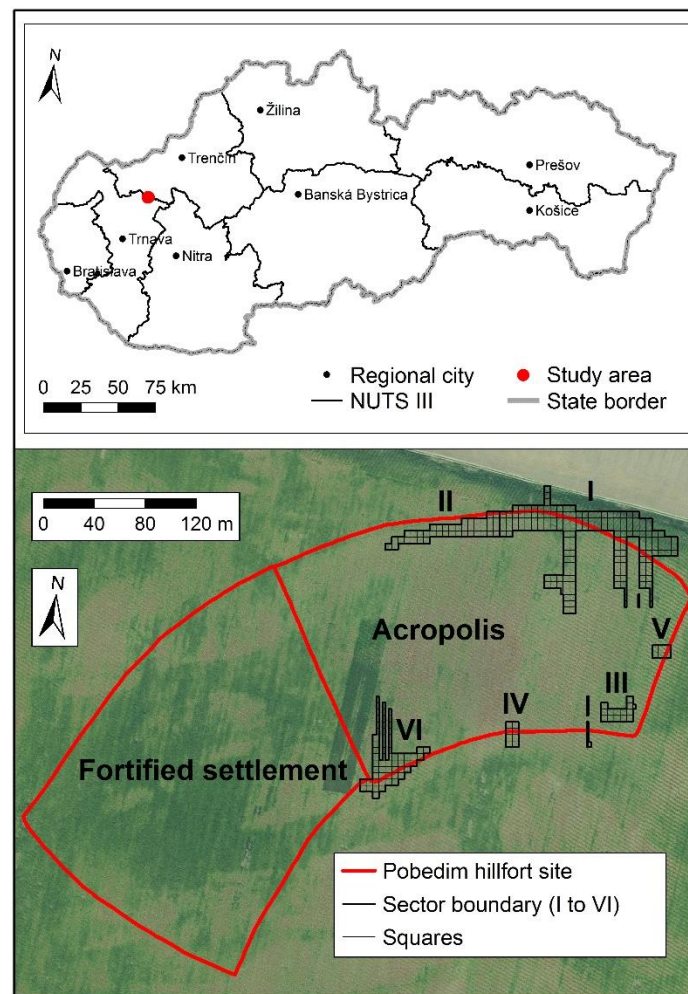 N
Žilina
Trenčín
Prešov
Banská Bystrica
Košice
Trnava
Nitra
Bratislava
Regional city
Study area
0 25 50 75 km
NUTS III
State border
0 40 80 120 m
II
I
N
I
Acropolis
V
III
IV
I
VI
Fortified settlement
Pobedim hillfort site
Sector boundary (I to VI)
Squares